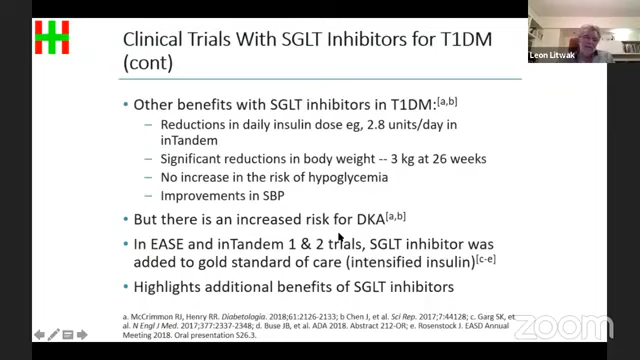 Clinical Trials With SGLT Inhibitors for T1DM
(cont)
Leon Litwak
• Other benefits with SGLT inhibitors in T1DM:[a,b]
– Reductions in daily insulin dose eg, 2.8 units/day in
inTandem
– Significant reductions in body weight -- 3 kg at 26 weeks
– No increase in the risk of hypoglycemia
– Improvements in SBP
• But there is an increased risk for DKA[a,b]
• In EASE and inTandem 1 & 2 trials, SGLT inhibitor was
added to gold standard of care (intensified insulin)[c-e]
• Highlights additional benefits of SGLT inhibitors
a. McCrimmon RJ, Henry RR. Diabetologia. 2018;61:2126-2133; b Chen J, et al. Sci Rep. 2017;7:44128; c. Garg SK, et
al. N Engl J Med. 2017;377:2337-2348; d. Buse JB, et al. ADA 2018. Abstract 212-OR; e. Rosenstock J. EASD Annual
Meeting 2018. Oral presentation S26.3.
zoom